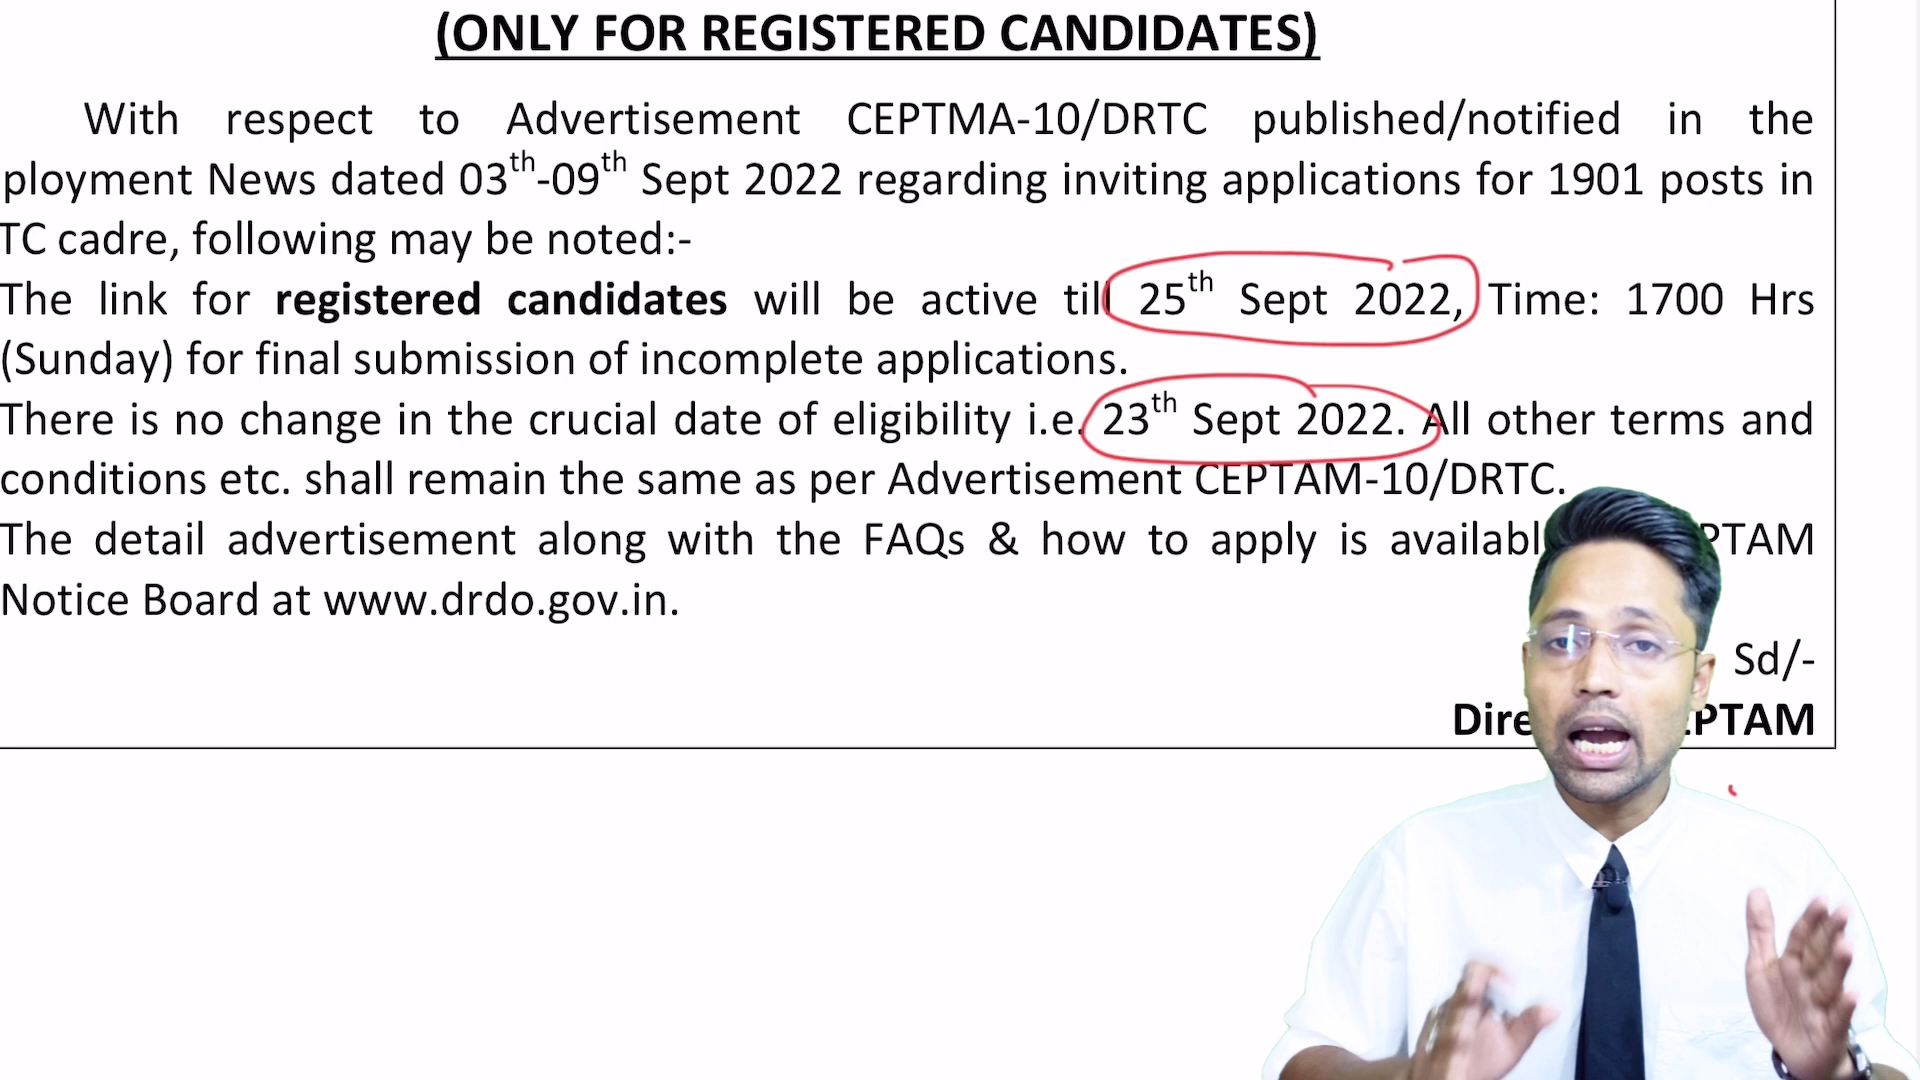 (ONLY FOR REGISTERED CANDIDATES)
With respect to Advertisement CEPTMA-10/DRTC published/notified in the
ployment News dated 03th-09th Sept 2022 regarding inviting applications for 1901 posts in
TC cadre, following may be noted:-
The link for registered candidates will be active till 25th Sept 2022, Time: 1700 Hrs
(Sunday) for final submission of incomplete applications.
There is no change in the crucial date of eligibility i.e. 23th Sept 2022. All other terms and
conditions etc. shall remain the same as per Advertisement CEPTAM-10/DRTC.
The detail advertisement along with the FAQs & how to apply is availabl PTAM
Notice Board at www.drdo.gov.in.
Sd/-
Dire PTAM